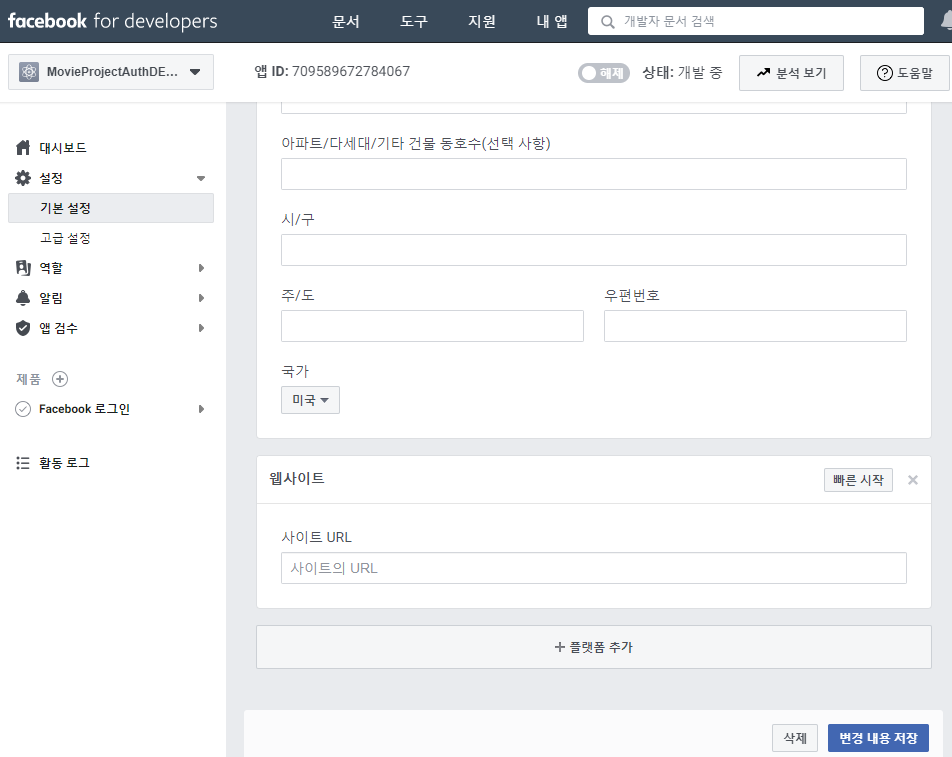 facebook for developers 문서 도구 지원 내 앱 개발자 문서 검색
MovieProjectAuthDE... 앱 ID: 709589672784067 해제 상태: 개발 중 분석 보기 도움말
대시보드
설정
기본 설정
고급 설정
역할
알림
앱 검수
제품
Facebook 로그인
활동 로그
아파트/다세대/기타 건물 동호수(선택 사항)
시/구
주/도 우편번호
국가
미국
웹사이트 빠른 시작
사이트 URL
사이트의 URL
+ 플랫폼 추가
삭제 변경 내용 저장